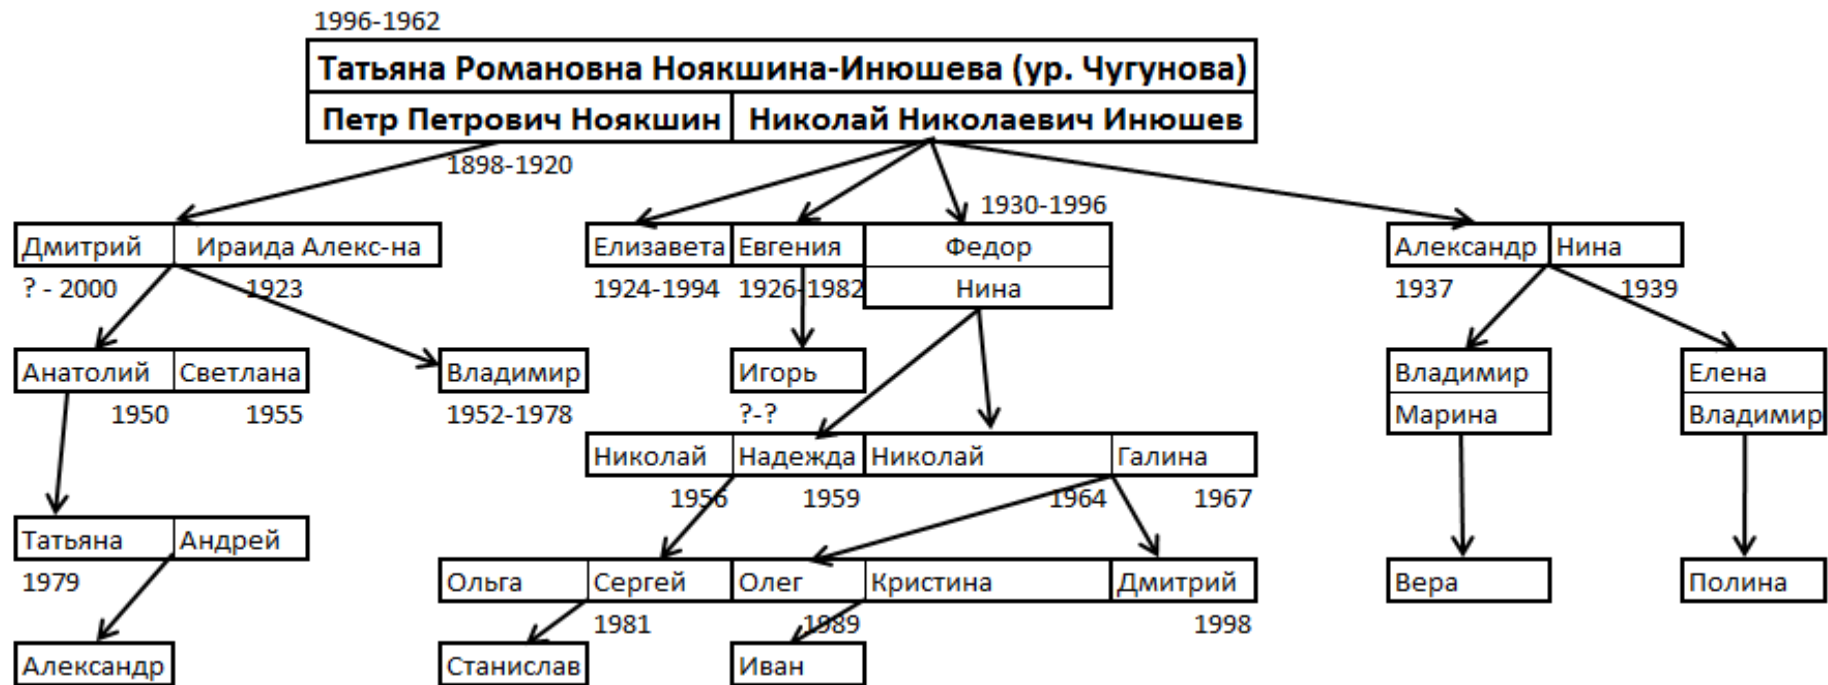 1996-1962
Татьяна Романовна Ноякшина-Инюшева (ур. Чугунова)
Петр Петрович Ноякшин Николай Николаевич Инюшев
1898-1920
1930-1996
Дмитрий Ираида Алекс-на Елизавета Евгения Федор Александр Нина
? - 2000 1923 1924-1994 1926-1982 Нина 1937 1939
Анатолий Светлана Владимир Игорь Владимир Елена
1950 1955 1952-1978 ?-? Марина Владимир
Николай Надежда Николай Галина
1956 1959 1964 1967
Татьяна Андрей
1979 Ольга Сергей Олег Кристина Дмитрий Вера Полина
1981 1989 1998
Александр Станислав Иван